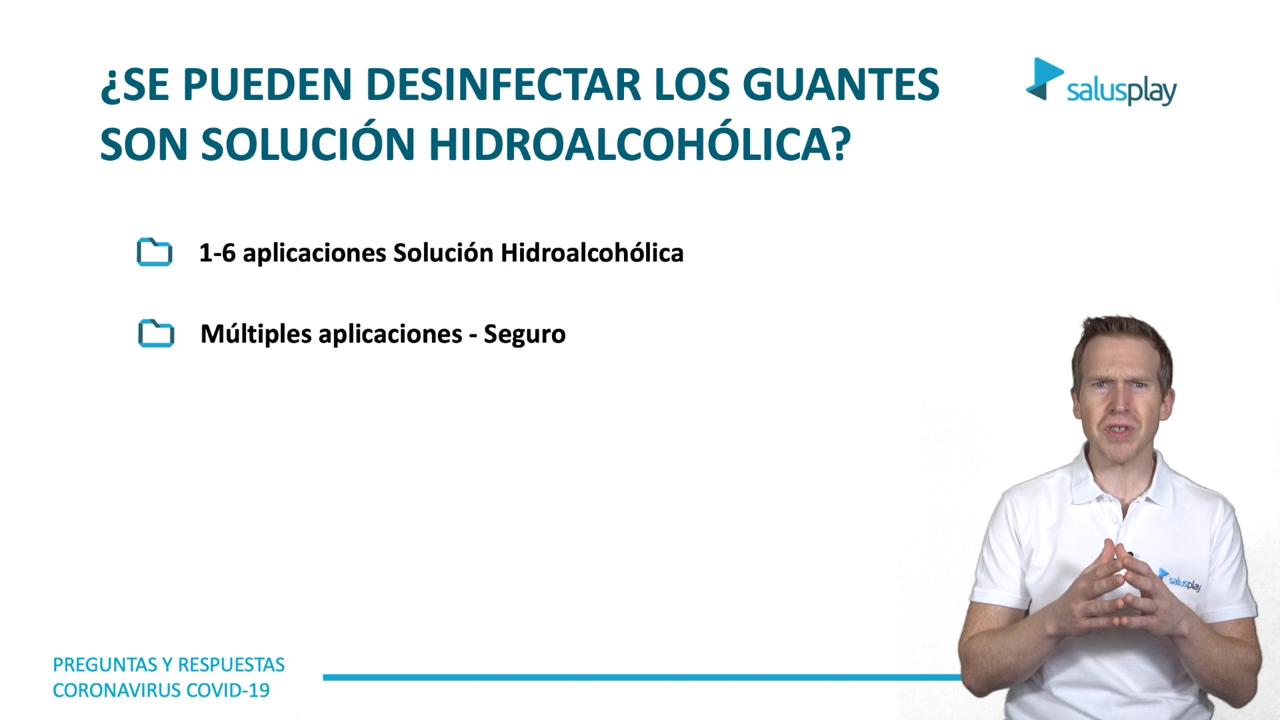 ¿SE PUEDEN DESINFECTAR LOS GUANTES
SON SOLUCIÓN HIDROALCOHÓLICA?
salusplay
1-6 aplicaciones Solución Hidroalcohólica
Múltiples aplicaciones - Seguro
salusplay
PREGUNTAS Y RESPUESTAS
CORONAVIRUS COVID-19